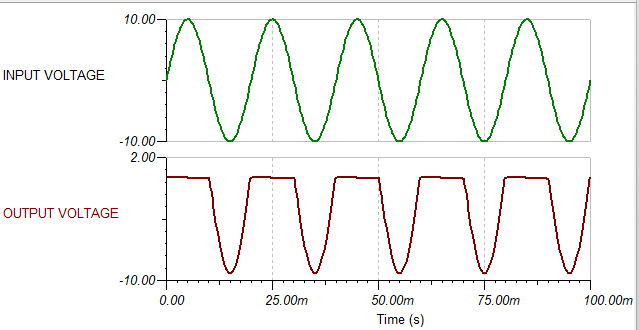 10.00
INPUT VOLTAGE
-10.00
2.00
OUTPUT VOLTAGE
-10.00
0.00 25.00m 50.00m 75.00m 100.00m
Time (s)